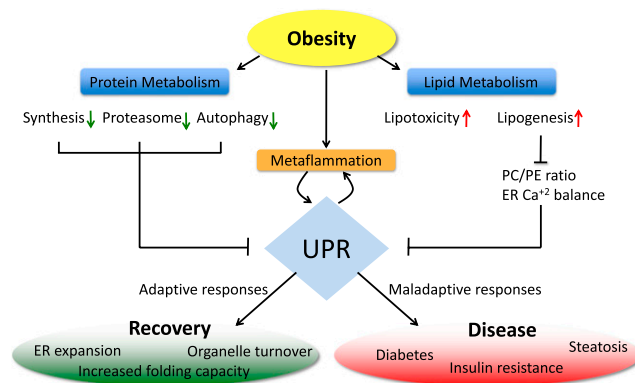 Obesity
Protein Metabolism
Lipid Metabolism
Synthesis Proteasome Autophagy
Lipotoxicity Lipogenesis
Metaflammation
PC/PE ratio
ER Ca+2 balance
UPR
Adaptive responses
Maladaptive responses
Recovery
ER expansion
Organelle turnover
Increased folding capacity
Disease
Diabetes
Steatosis
Insulin resistance